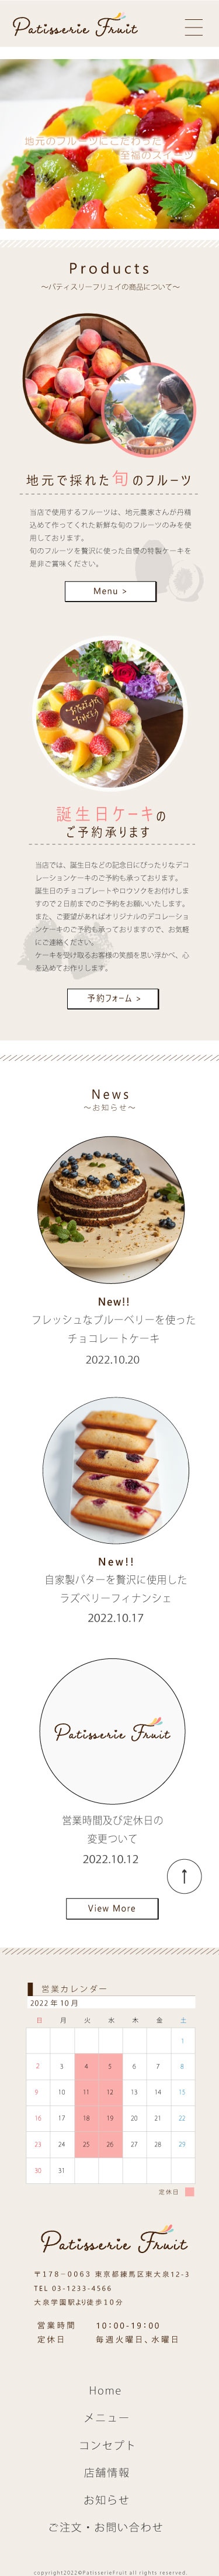 Patisserie Fruit
地元のフルーツにこだわった
至福のスイーツ
Products
～パティスリーフリュイの商品について～
地元で採れた旬のフルーツ
当店で使用するフルーツは、地元農家さんが丹精
込めて作ってくれた新鮮な旬のフルーツのみを使
用しております。
旬のフルーツを贅沢に使った自慢の特製ケーキを
是非ご賞味ください。
Menu >
誕生日ケーキの
ご予約承ります
当店では、誕生日などの記念日にぴったりなデコ
レーションケーキのご予約も承っております。
誕生日のチョコプレートやロウソクをお付けしま
すので２日前までのご予約をお願いいたします。
また、ご要望があればオリジナルのデコレーショ
ンケーキのご予約も承っておりますので、お気軽
にご連絡ください。
ケーキを受け取るお客様の笑顔を思い浮かべ、心
を込めてお作りします。
予約フォーム >
News
～お知らせ～
New!!
フレッシュなブルーベリーを使った
チョコレートケーキ
2022.10.20
New!!
自家製バターを贅沢に使用した
ラズベリーフィナンシェ
2022.10.17
Patisserie Fruit
営業時間及び定休日の
変更ついて
2022.10.12
View More
営業カレンダー
2022 年 10 月
日 月 火 水 木 金 土
1
2 3 4 5 6 7 8
9 10 11 12 13 14 15
16 17 18 19 20 21 22
23 24 25 26 27 28 29
30 31
定休日
Patisserie Fruit
〒178-0063 東京都練馬区東大泉12-3
TEL 03-1233-4566
大泉学園駅より徒歩10分
営業時間 10:00-19:00
定休日 毎週火曜日、水曜日
Home
メニュー
コンセプト
店舗情報
お知らせ
ご注文・お問い合わせ
copyright2022©PatisserieFruit all rights reserved.